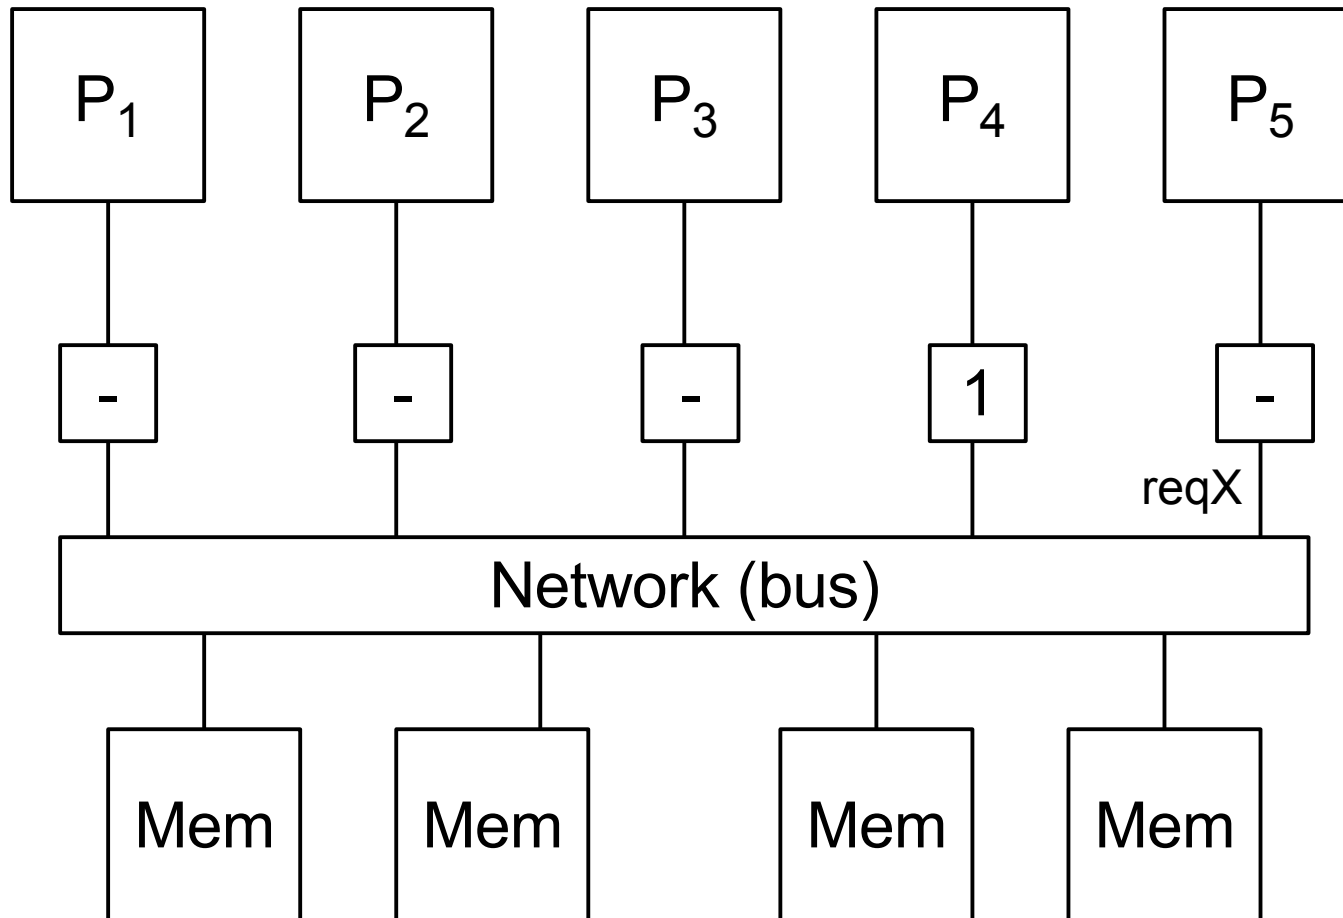 P₁ P₂ P₃ P₄ P₅
- - - 1 -
reqX
Network (bus)
Mem Mem Mem Mem